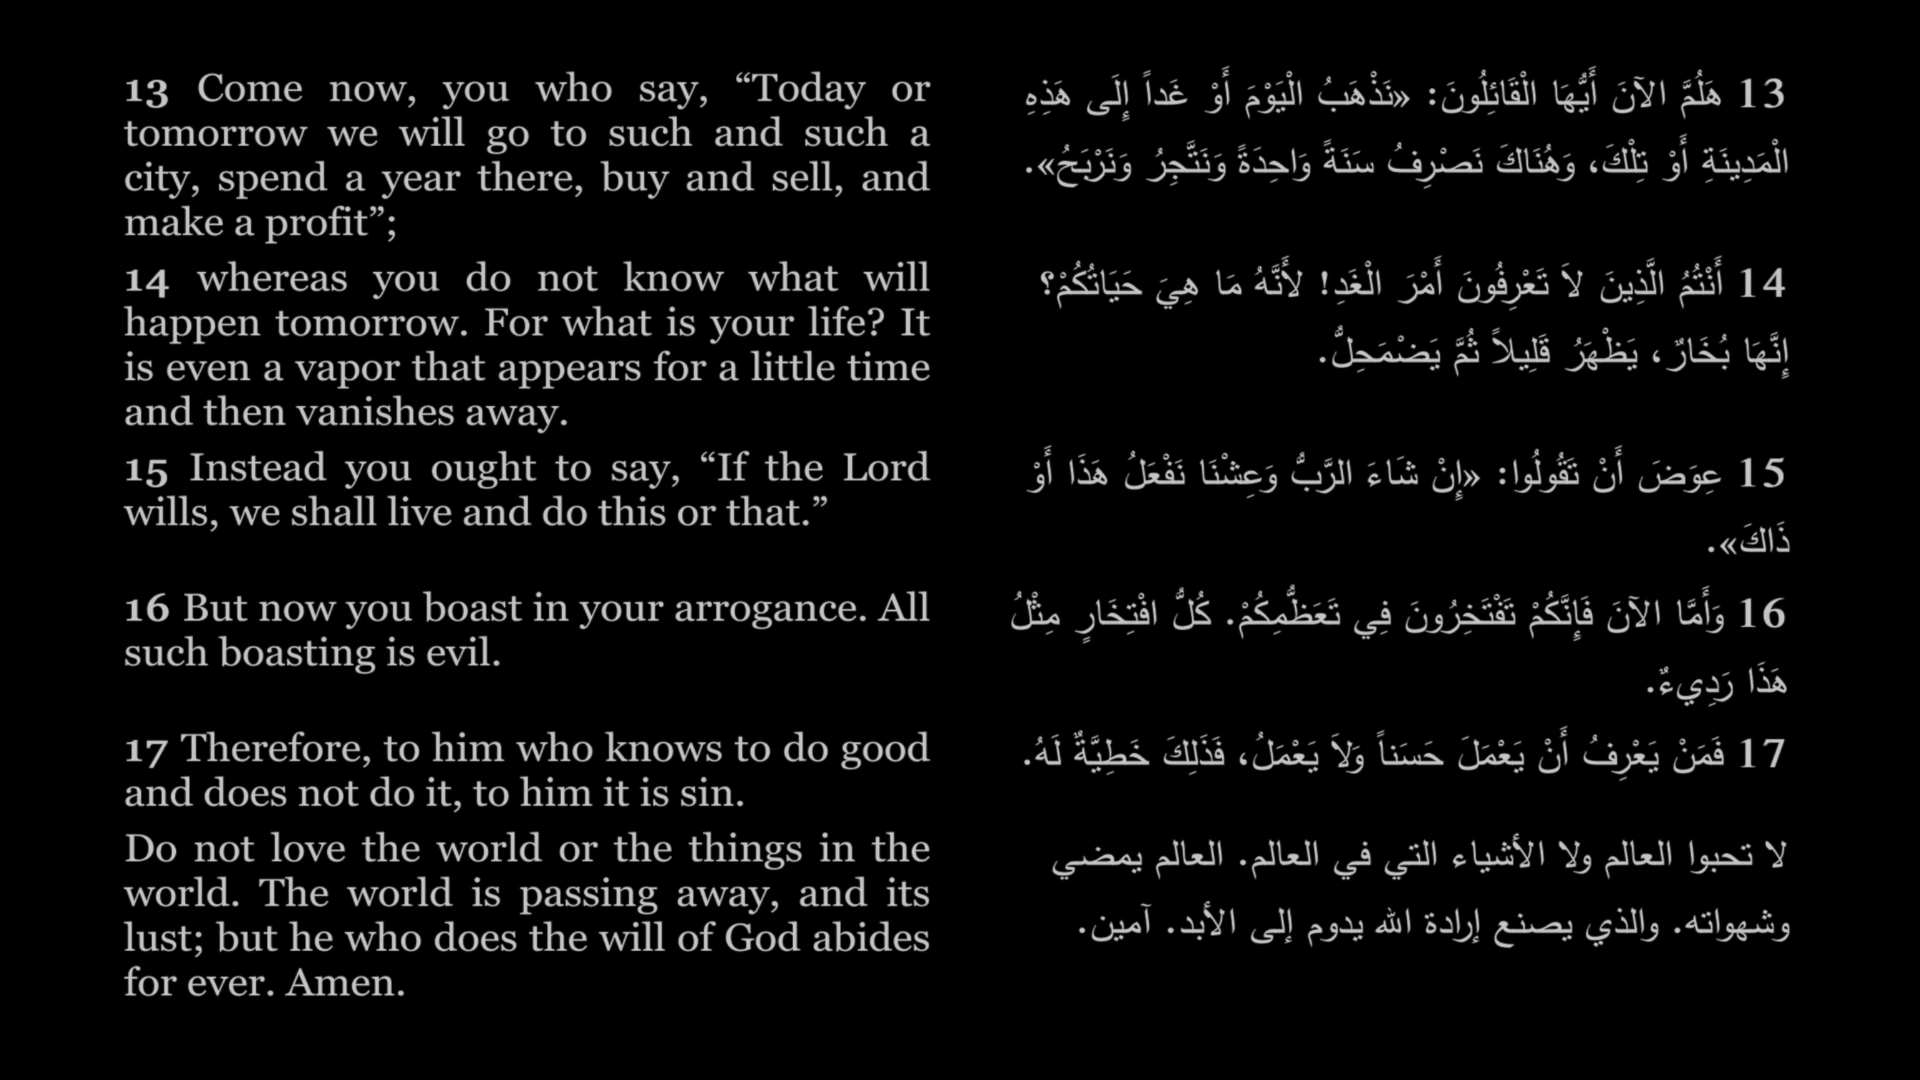 13 Come now, you who say, “Today or
tomorrow we will go to such and such a
city, spend a year there, buy and sell, and
make a profit”;
14 whereas you do not know what will
happen tomorrow. For what is your life? It
is even a vapor that appears for a little time
and then vanishes away.
15 Instead you ought to say, “If the Lord
wills, we shall live and do this or that.”
16 But now you boast in your arrogance. All
such boasting is evil.
17 Therefore, to him who knows to do good
and does not do it, to him it is sin.
Do not love the world or the things in the
world. The world is passing away, and its
lust; but he who does the will of God abides
for ever. Amen.
13 هَلُمَّ الآنَ أَيُّهَا الْقَائِلُونَ: «نَذْهَبُ الْيَوْمَ أَوْ غَداً إِلَى هَذِهِ
الْمَدِينَةِ أَوْ تِلْكَ، وَهُنَاكَ نَصْرِفُ سَنَةً وَاحِدَةً وَنَتَّجِرُ وَنَرْبَحُ».
14 أَنْتُمُ الَّذِينَ لاَ تَعْرِفُونَ أَمْرَ الْغَدِ! لأَنَّهُ مَا هِيَ حَيَاتُكُمْ؟
إِنَّهَا بُخَارٌ، يَظْهَرُ قَلِيلاً ثُمَّ يَضْمَحِلُّ.
15 عِوَضَ أَنْ تَقُولُوا: «إِنْ شَاءَ الرَّبُّ وَعِشْنَا نَفْعَلُ هَذَا أَوْ
ذَاكَ».
16 وَأَمَّا الآنَ فَإِنَّكُمْ تَفْتَخِرُونَ فِي تَعَظُّمِكُمْ. كُلُّ افْتِخَارٍ مِثْلُ
هَذَا رَدِيءٌ.
17 فَمَنْ يَعْرِفُ أَنْ يَعْمَلَ حَسَناً وَلاَ يَعْمَلُ، فَذَلِكَ خَطِيَّةٌ لَهُ.
لا تحبوا العالم ولا الأشياء التي في العالم. العالم يمضي
وشهواته. والذي يصنع إرادة الله يدوم إلى الأبد. آمين.